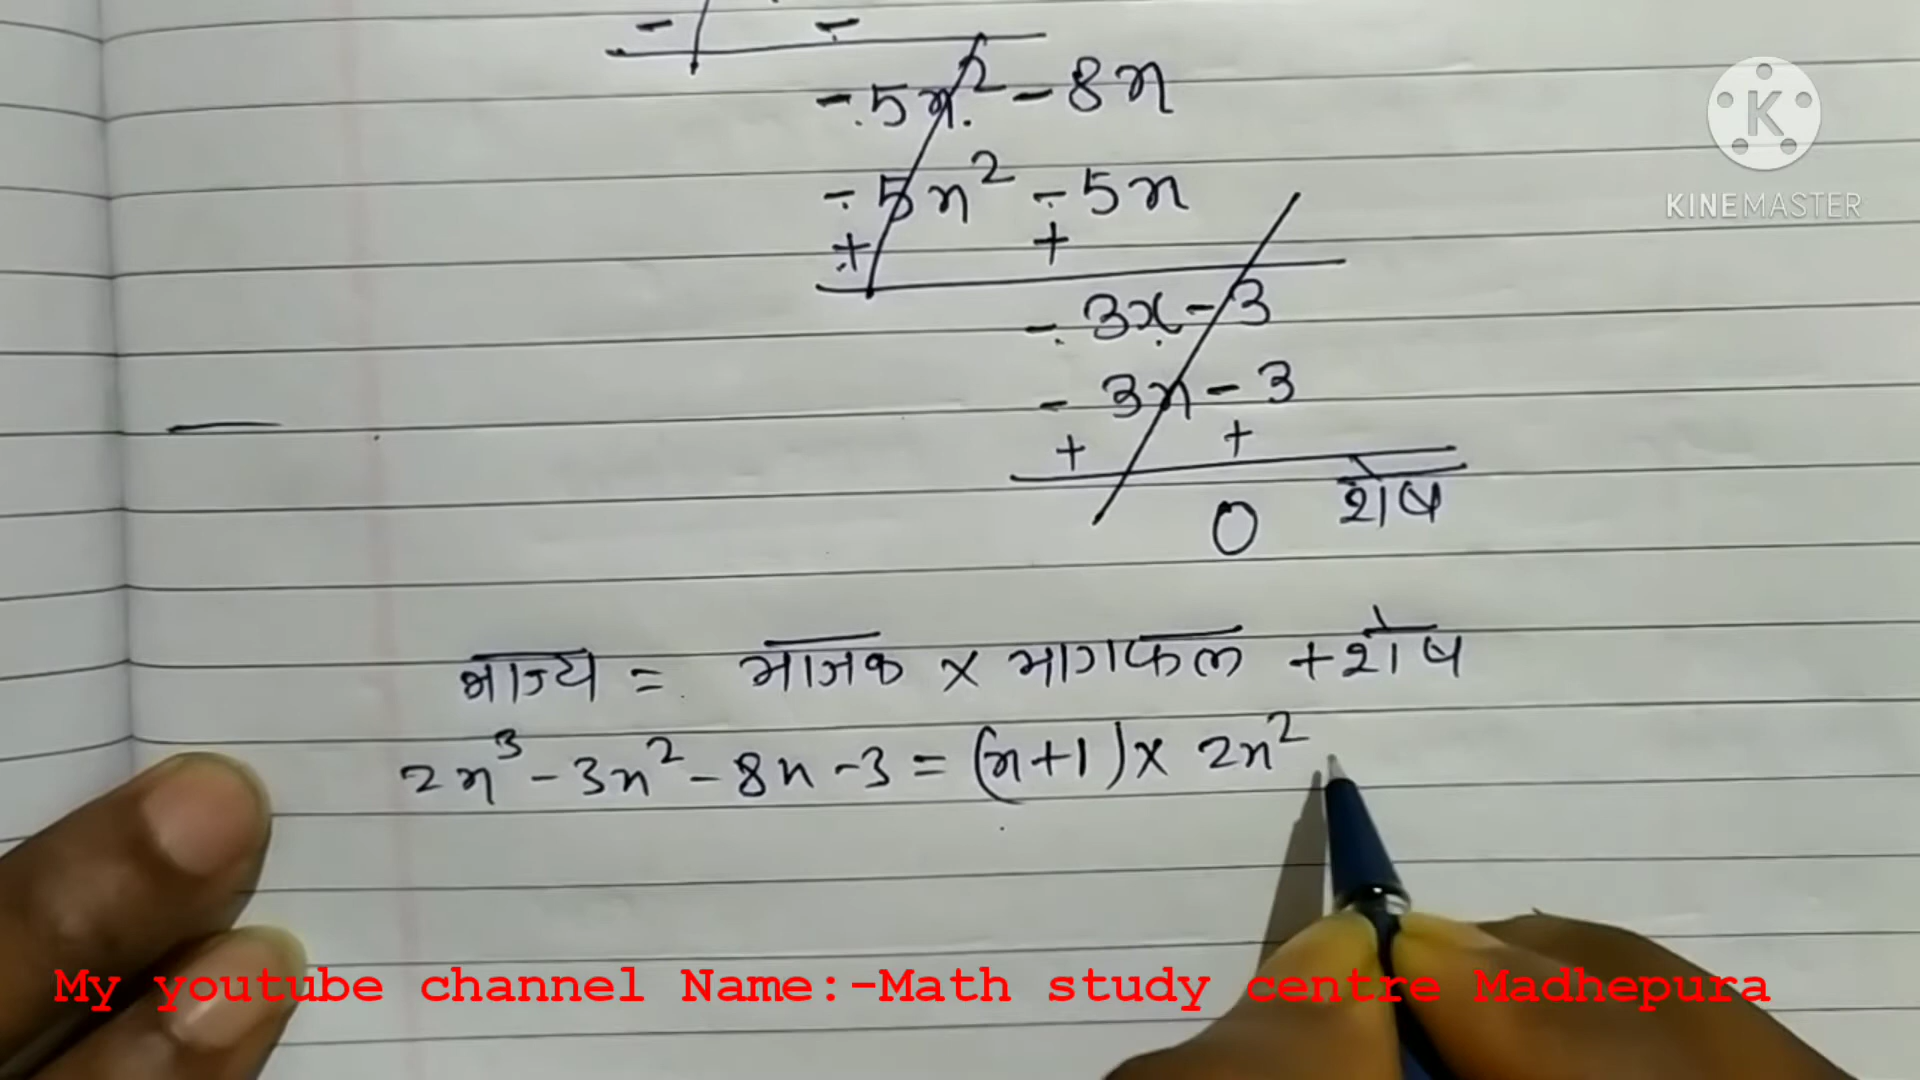 - -
-5x² - 8x
K
-5x² - 5x
KINEMASTER
+ +
-3x - 3
-3x - 3
+ +
0 शेष
भाज्य = भाजक × भागफल + शेष
2x³ - 3x² - 8x - 3 = (x+1) × 2x²
My youtube channel Name:-Math study centre Madhepura